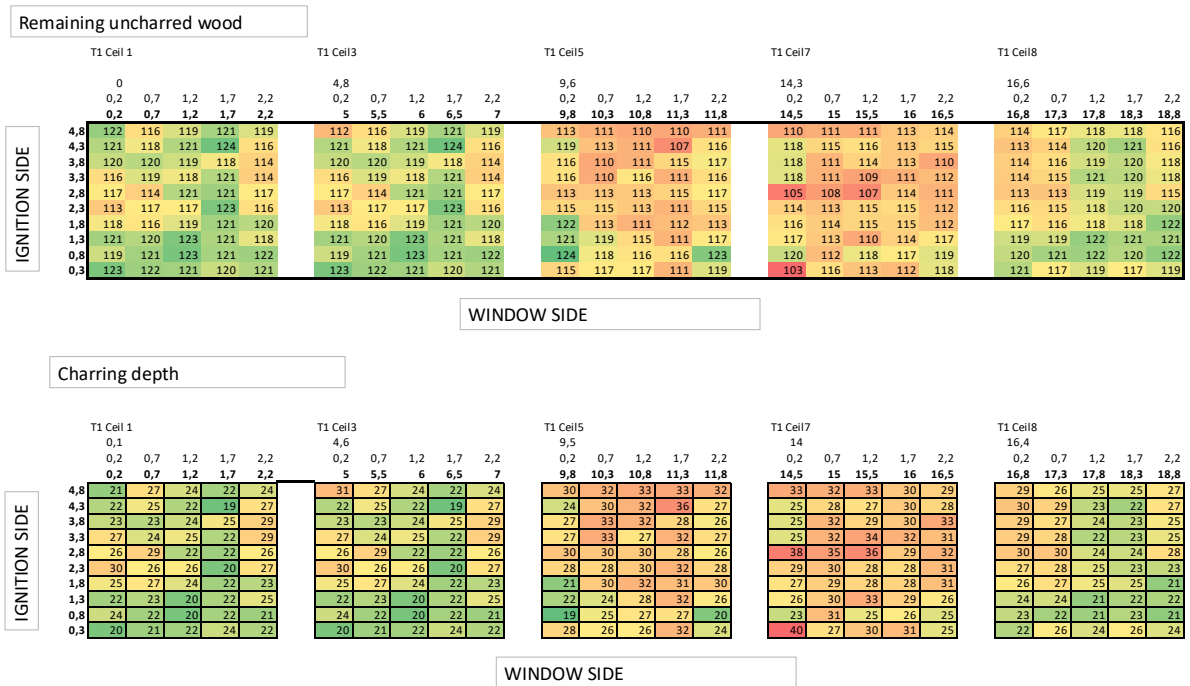 Remaining uncharred wood
T1 Ceil 1 T1 Ceil3 T1 Ceil5 T1 Ceil7 T1 Ceil8
0 4,8 9,6 14,3 16,6
0,2 0,7 1,2 1,7 2,2 0,2 0,7 1,2 1,7 2,2 0,2 0,7 1,2 1,7 2,2 0,2 0,7 1,2 1,7 2,2 0,2 0,7 1,2 1,7 2,2
0,2 0,7 1,2 1,7 2,2 5 5,5 6 6,5 7 9,8 10,3 10,8 11,3 11,8 14,5 15 15,5 16 16,5 16,8 17,3 17,8 18,3 18,8
IGNITION SIDE
4,8 122 116 119 121 119 112 116 119 121 119 113 111 110 110 111 110 111 111 113 114 114 117 118 118 116
4,3 121 118 121 124 116 121 118 121 124 116 119 113 111 107 116 118 115 116 113 115 113 114 120 121 116
3,8 120 120 119 118 114 120 120 119 118 114 116 110 111 115 117 118 111 114 113 110 114 116 119 120 118
3,3 116 119 118 121 114 116 119 118 121 114 116 110 116 111 116 118 111 109 111 112 114 115 121 120 118
2,8 117 114 121 121 117 117 114 121 121 117 113 113 113 115 117 105 108 107 114 111 113 113 119 119 115
2,3 113 117 117 123 116 113 117 117 123 116 115 115 113 111 115 114 113 115 115 112 116 115 118 120 120
1,8 118 116 119 121 120 118 116 119 121 120 122 113 111 112 113 116 114 115 115 112 117 116 118 118 122
1,3 121 120 123 121 118 121 120 123 121 118 121 119 115 111 117 117 113 110 114 117 119 119 122 121 121
0,8 119 121 123 121 122 119 121 123 121 122 124 118 116 116 123 120 112 118 117 119 120 121 122 120 122
0,3 123 122 121 120 121 123 122 121 120 121 115 117 117 111 119 103 116 113 112 118 121 117 119 117 119
WINDOW SIDE
Charring depth
T1 Ceil 1 T1 Ceil3 T1 Ceil5 T1 Ceil7 T1 Ceil8
0,1 4,6 9,5 14 16,4
0,2 0,7 1,2 1,7 2,2 0,2 0,7 1,2 1,7 2,2 0,2 0,7 1,2 1,7 2,2 0,2 0,7 1,2 1,7 2,2 0,2 0,7 1,2 1,7 2,2
0,2 0,7 1,2 1,7 2,2 5 5,5 6 6,5 7 9,8 10,3 10,8 11,3 11,8 14,5 15 15,5 16 16,5 16,8 17,3 17,8 18,3 18,8
IGNITION SIDE
4,8 21 27 24 22 24 31 27 24 22 24 30 32 33 33 32 33 32 33 30 29 29 26 25 25 27
4,3 22 25 22 19 27 22 25 22 19 27 24 30 32 36 27 25 28 27 30 28 30 29 23 22 27
3,8 23 23 24 25 29 23 23 24 25 29 27 33 32 28 26 25 32 29 30 33 29 27 24 23 25
3,3 27 24 25 22 29 27 24 25 22 29 27 33 27 32 26 25 32 34 32 31 29 28 22 23 25
2,8 26 29 22 22 26 26 29 22 22 26 30 30 30 28 26 38 35 36 29 32 30 30 24 24 28
2,3 30 26 26 20 27 30 26 26 20 27 28 28 30 32 28 29 30 28 28 31 27 28 25 23 23
1,8 25 27 24 22 23 25 27 24 22 23 21 30 32 31 30 27 29 28 28 31 26 27 25 25 21
1,3 22 23 20 22 25 22 23 20 22 25 22 24 28 32 26 26 30 33 29 26 24 24 21 22 22
0,8 24 22 20 22 21 24 22 20 22 21 19 25 27 27 20 23 31 25 26 25 23 22 21 23 21
0,3 20 21 22 24 22 20 21 22 24 22 28 26 26 32 24 40 27 30 31 25 22 26 24 26 24
WINDOW SIDE